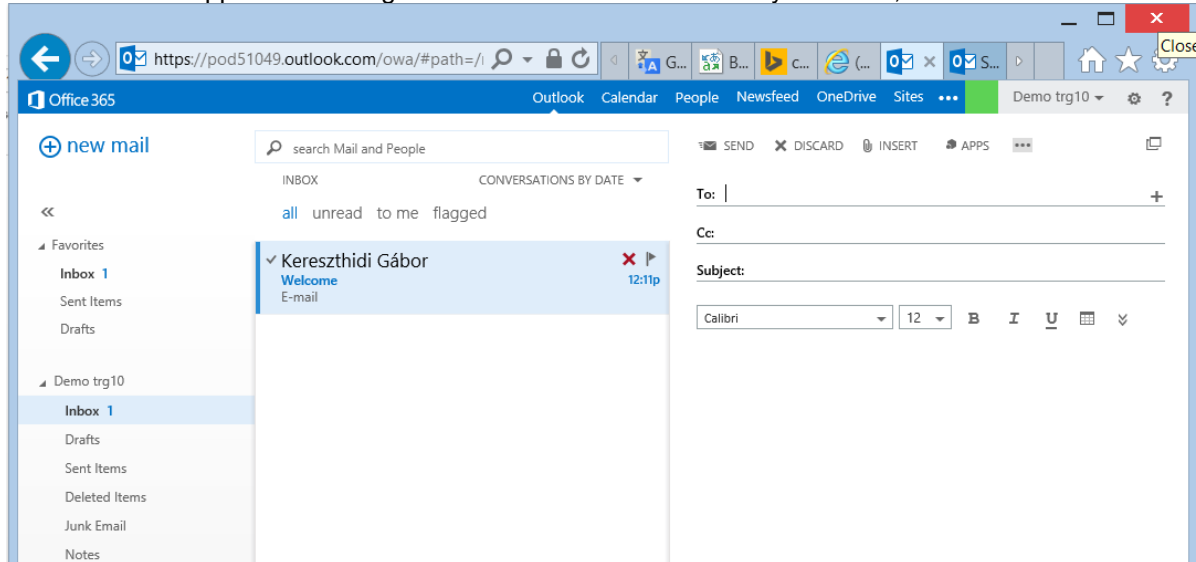 Close
https://pod51049.outlook.com/owa/#path=/
G... B... c... (... S...
Office 365 Outlook Calendar People Newsfeed OneDrive Sites ••• Demo trg10 ?
new mail
search Mail and People
INBOX CONVERSATIONS BY DATE
all unread to me flagged
Favorites
Inbox 1
Sent Items
Drafts
Demo trg10
Inbox 1
Drafts
Sent Items
Deleted Items
Junk Email
Notes
Kereszthidi Gábor
Welcome 12:11p
E-mail
SEND DISCARD INSERT APPS •••
To:
Cc:
Subject:
Calibri 12 B I U